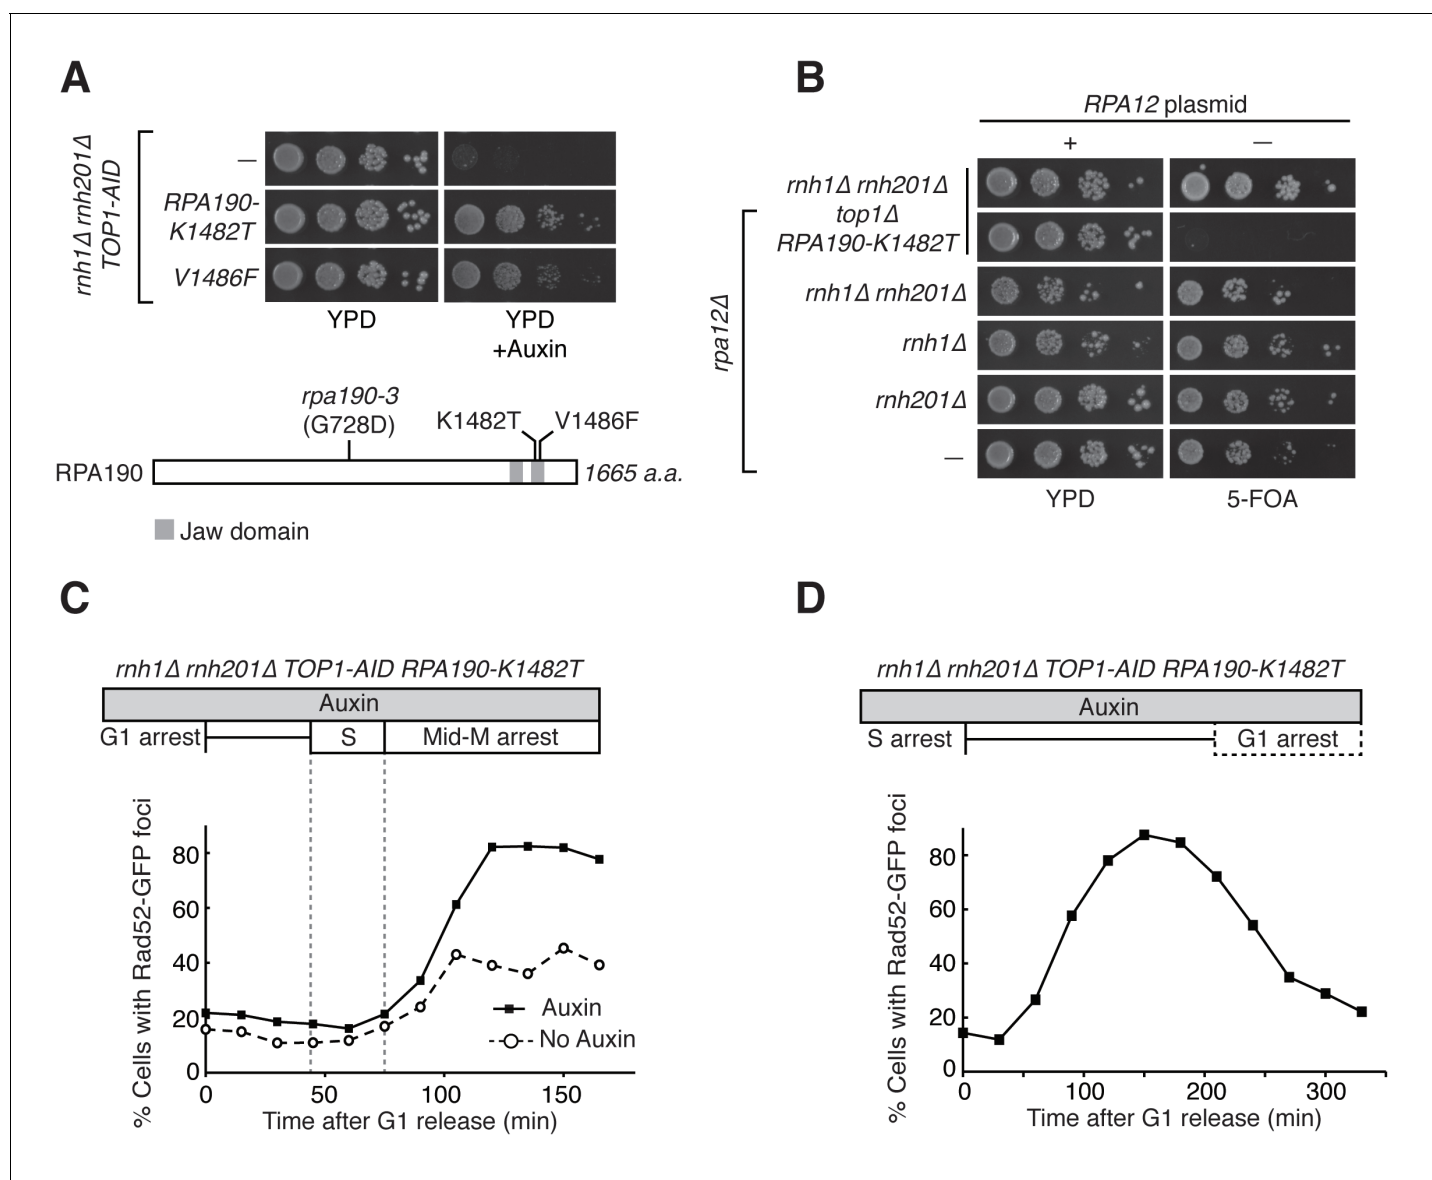 A
rnh1Δ rnh201Δ
TOP1-AID
—
RPA190-
K1482T
V1486F
YPD
YPD
+Auxin
rpa190-3
(G728D)
K1482T
V1486F
RPA190
1665 a.a.
Jaw domain
B
RPA12 plasmid
+
—
rnh1Δ rnh201Δ
top1Δ
RPA190-K1482T
rpa12Δ
rnh1Δ rnh201Δ
rnh1Δ
rnh201Δ
—
YPD
5-FOA
C
rnh1Δ rnh201Δ TOP1-AID RPA190-K1482T
Auxin
G1 arrest
S
Mid-M arrest
% Cells with Rad52-GFP foci
80
60
40
20
0
Auxin
No Auxin
0
50
100
150
Time after G1 release (min)
D
rnh1Δ rnh201Δ TOP1-AID RPA190-K1482T
Auxin
S arrest
G1 arrest
% Cells with Rad52-GFP foci
80
60
40
20
0
0
100
200
300
Time after G1 release (min)